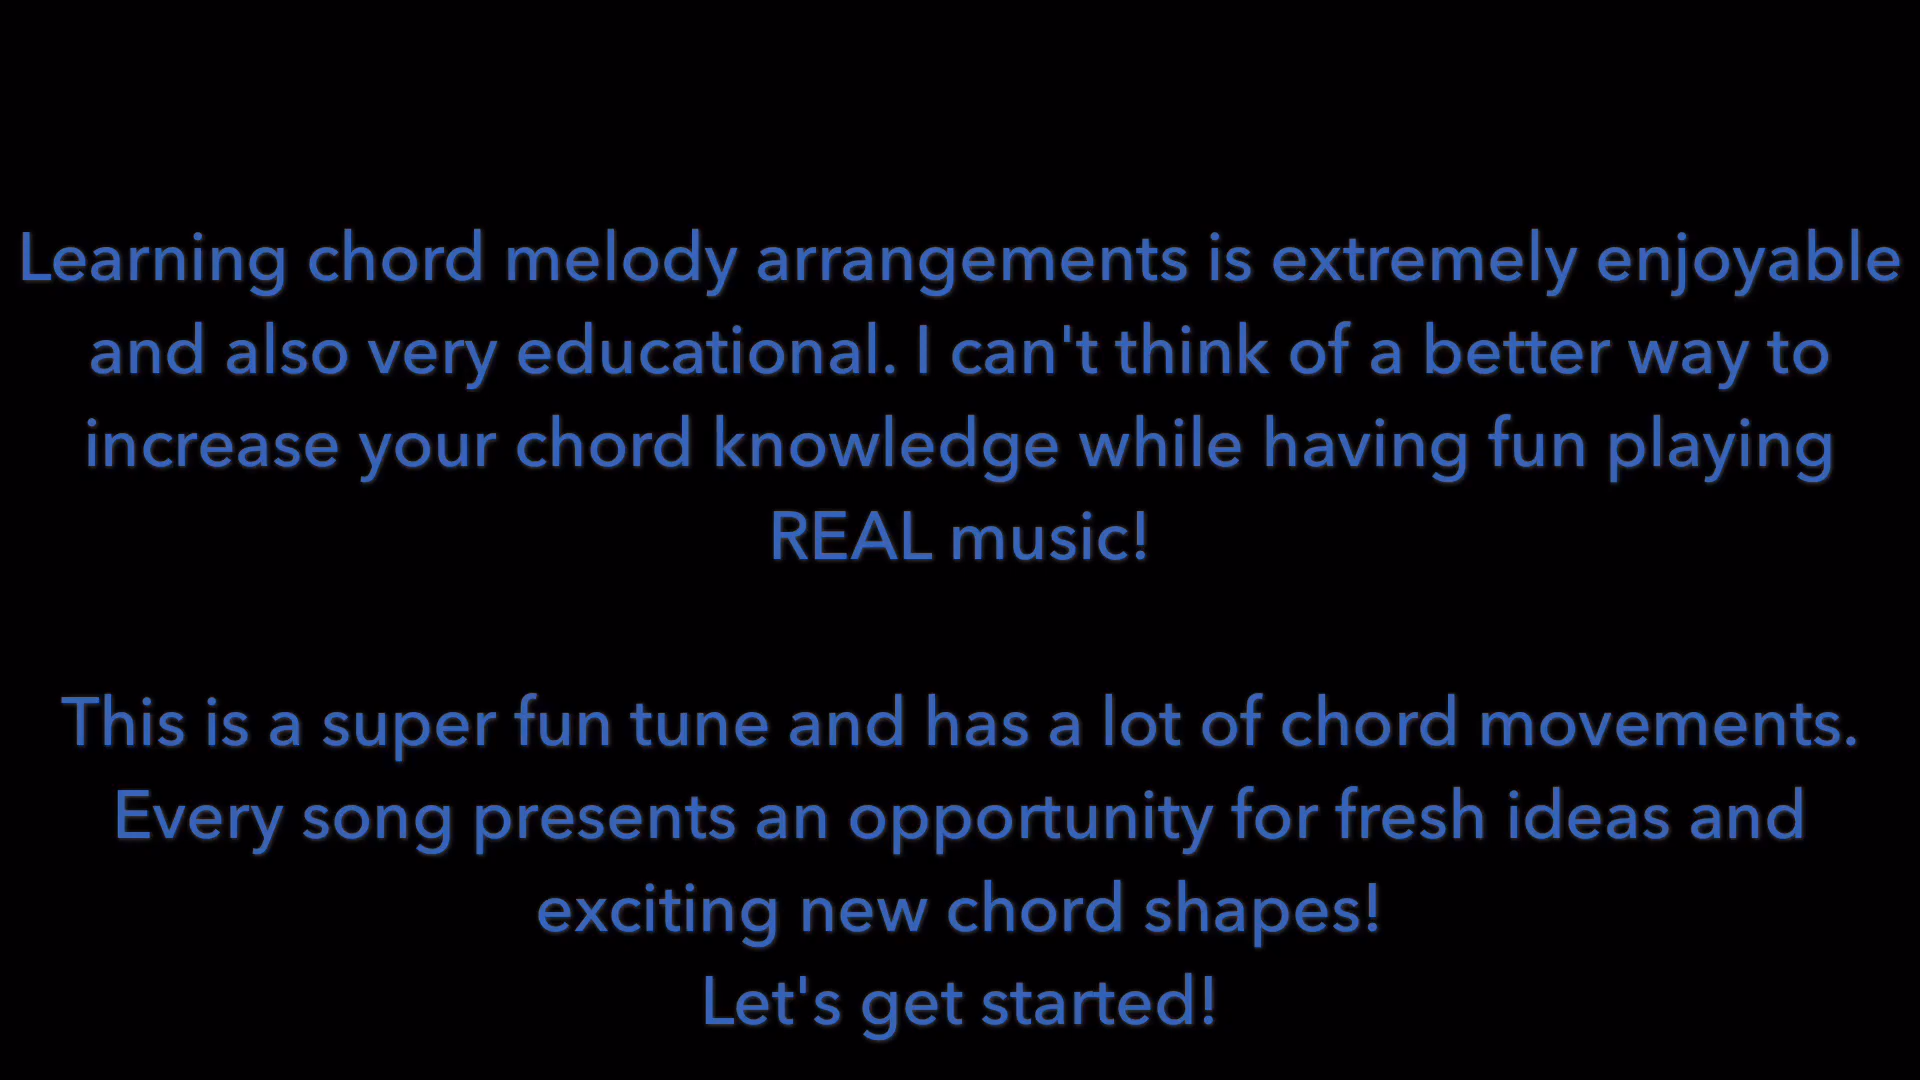 Learning chord melody arrangements is extremely enjoyable
and also very educational. I can't think of a better way to
increase your chord knowledge while having fun playing
REAL music!
This is a super fun tune and has a lot of chord movements.
Every song presents an opportunity for fresh ideas and
exciting new chord shapes!
Let's get started!